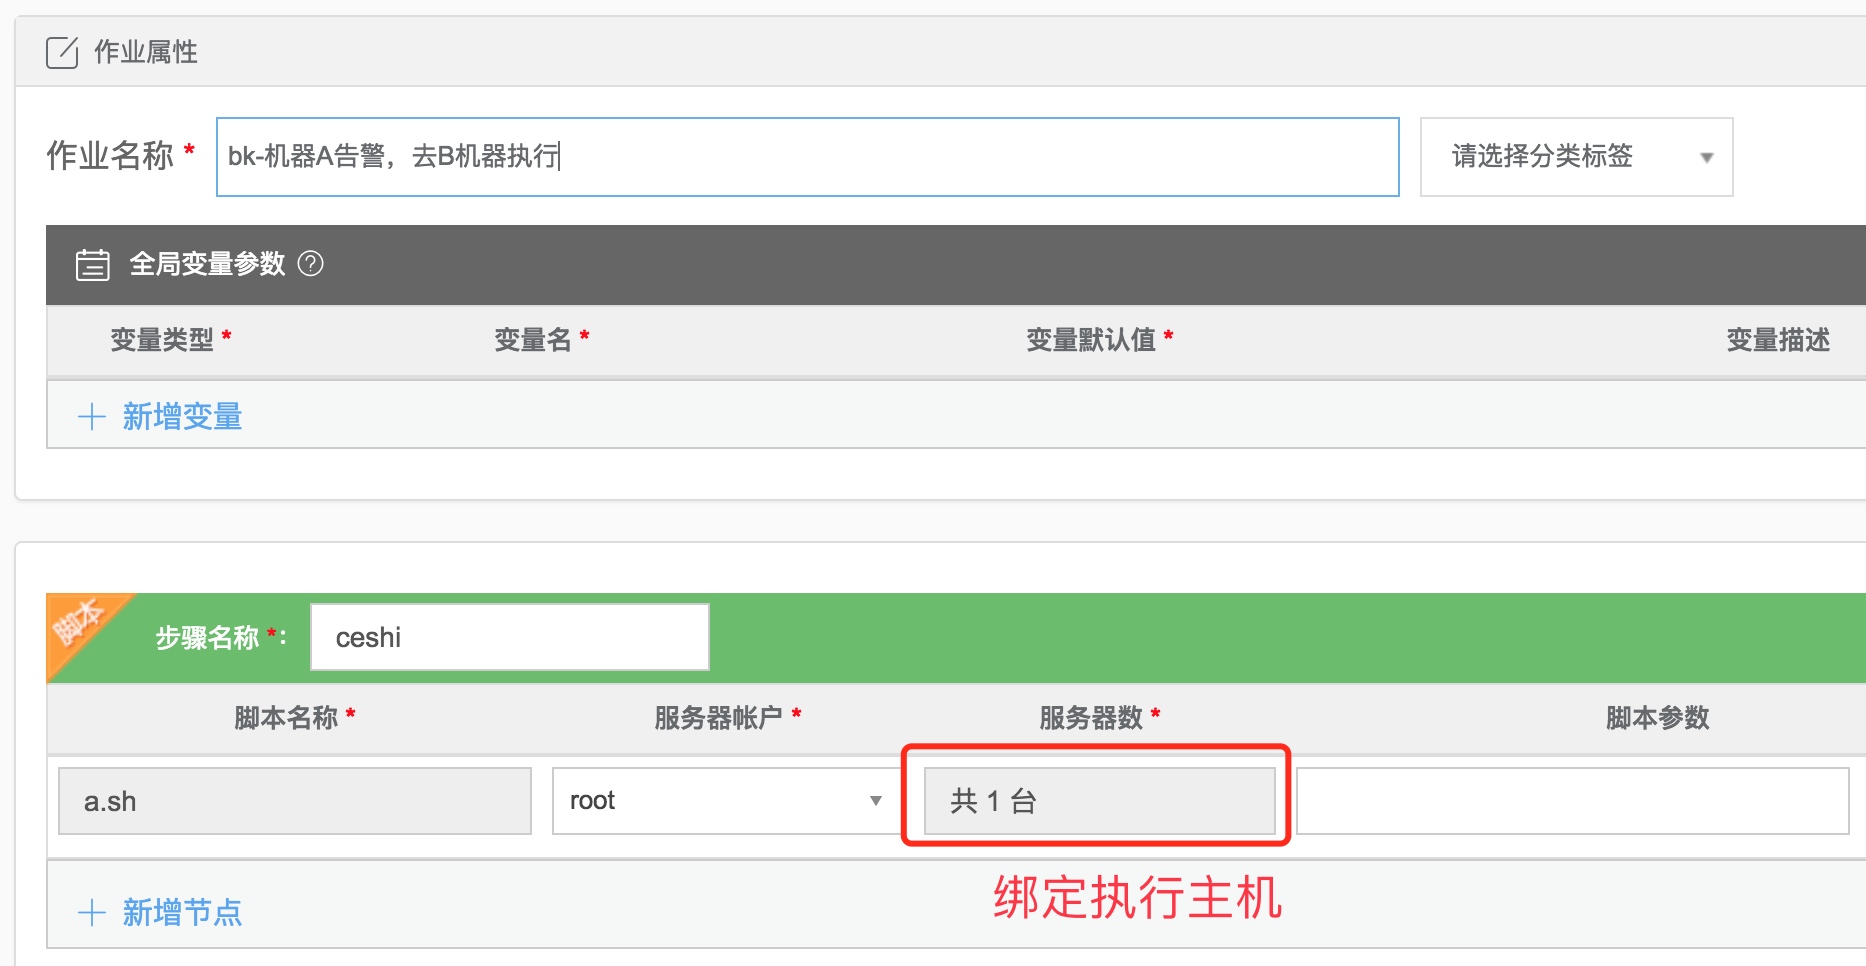 作业属性
作业名称 * bk-机器A告警，去B机器执行 请选择分类标签
全局变量参数 ?
变量类型 * 变量名 * 变量默认值 * 变量描述
新增变量
脚本 步骤名称 *： ceshi
脚本名称 * 服务器帐户 * 服务器数 * 脚本参数
a.sh root 共 1 台
绑定执行主机
新增节点